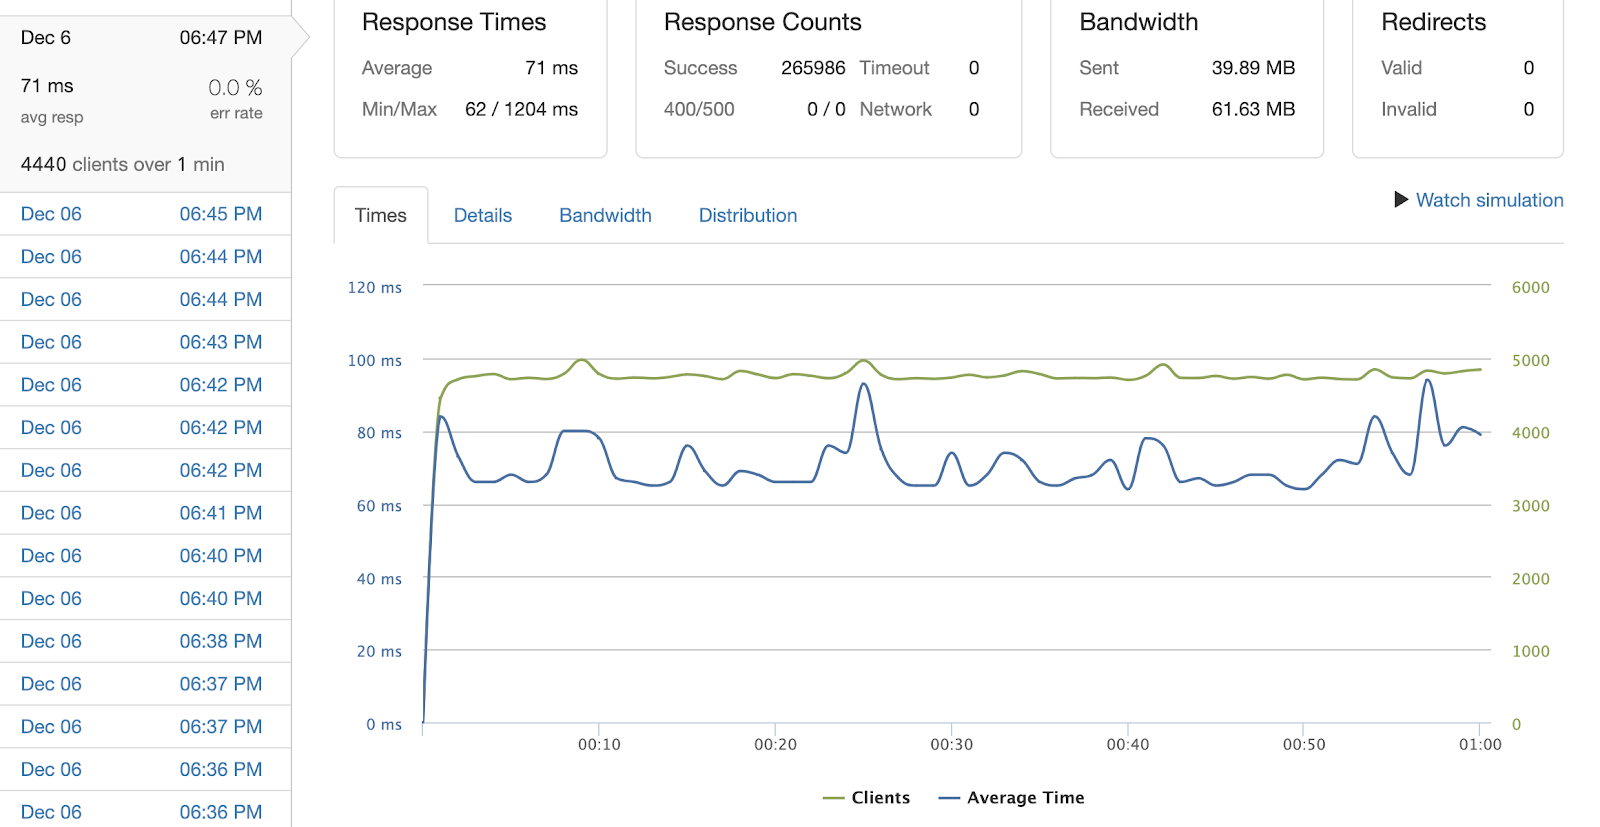 Dec 6 06:47 PM
71 ms 0.0 %
avg resp err rate
4440 clients over 1 min
Dec 06 06:45 PM
Dec 06 06:44 PM
Dec 06 06:44 PM
Dec 06 06:43 PM
Dec 06 06:42 PM
Dec 06 06:42 PM
Dec 06 06:42 PM
Dec 06 06:41 PM
Dec 06 06:40 PM
Dec 06 06:40 PM
Dec 06 06:38 PM
Dec 06 06:37 PM
Dec 06 06:37 PM
Dec 06 06:36 PM
Dec 06 06:36 PM
Response Times
Average 71 ms
Min/Max 62 / 1204 ms
Response Counts
Success 265986 Timeout 0
400/500 0 / 0 Network 0
Bandwidth
Sent 39.89 MB
Received 61.63 MB
Redirects
Valid 0
Invalid 0
Times Details Bandwidth Distribution
Watch simulation
120 ms 6000
100 ms 5000
80 ms 4000
60 ms 3000
40 ms 2000
20 ms 1000
0 ms 0
00:10 00:20 00:30 00:40 00:50 01:00
Clients Average Time